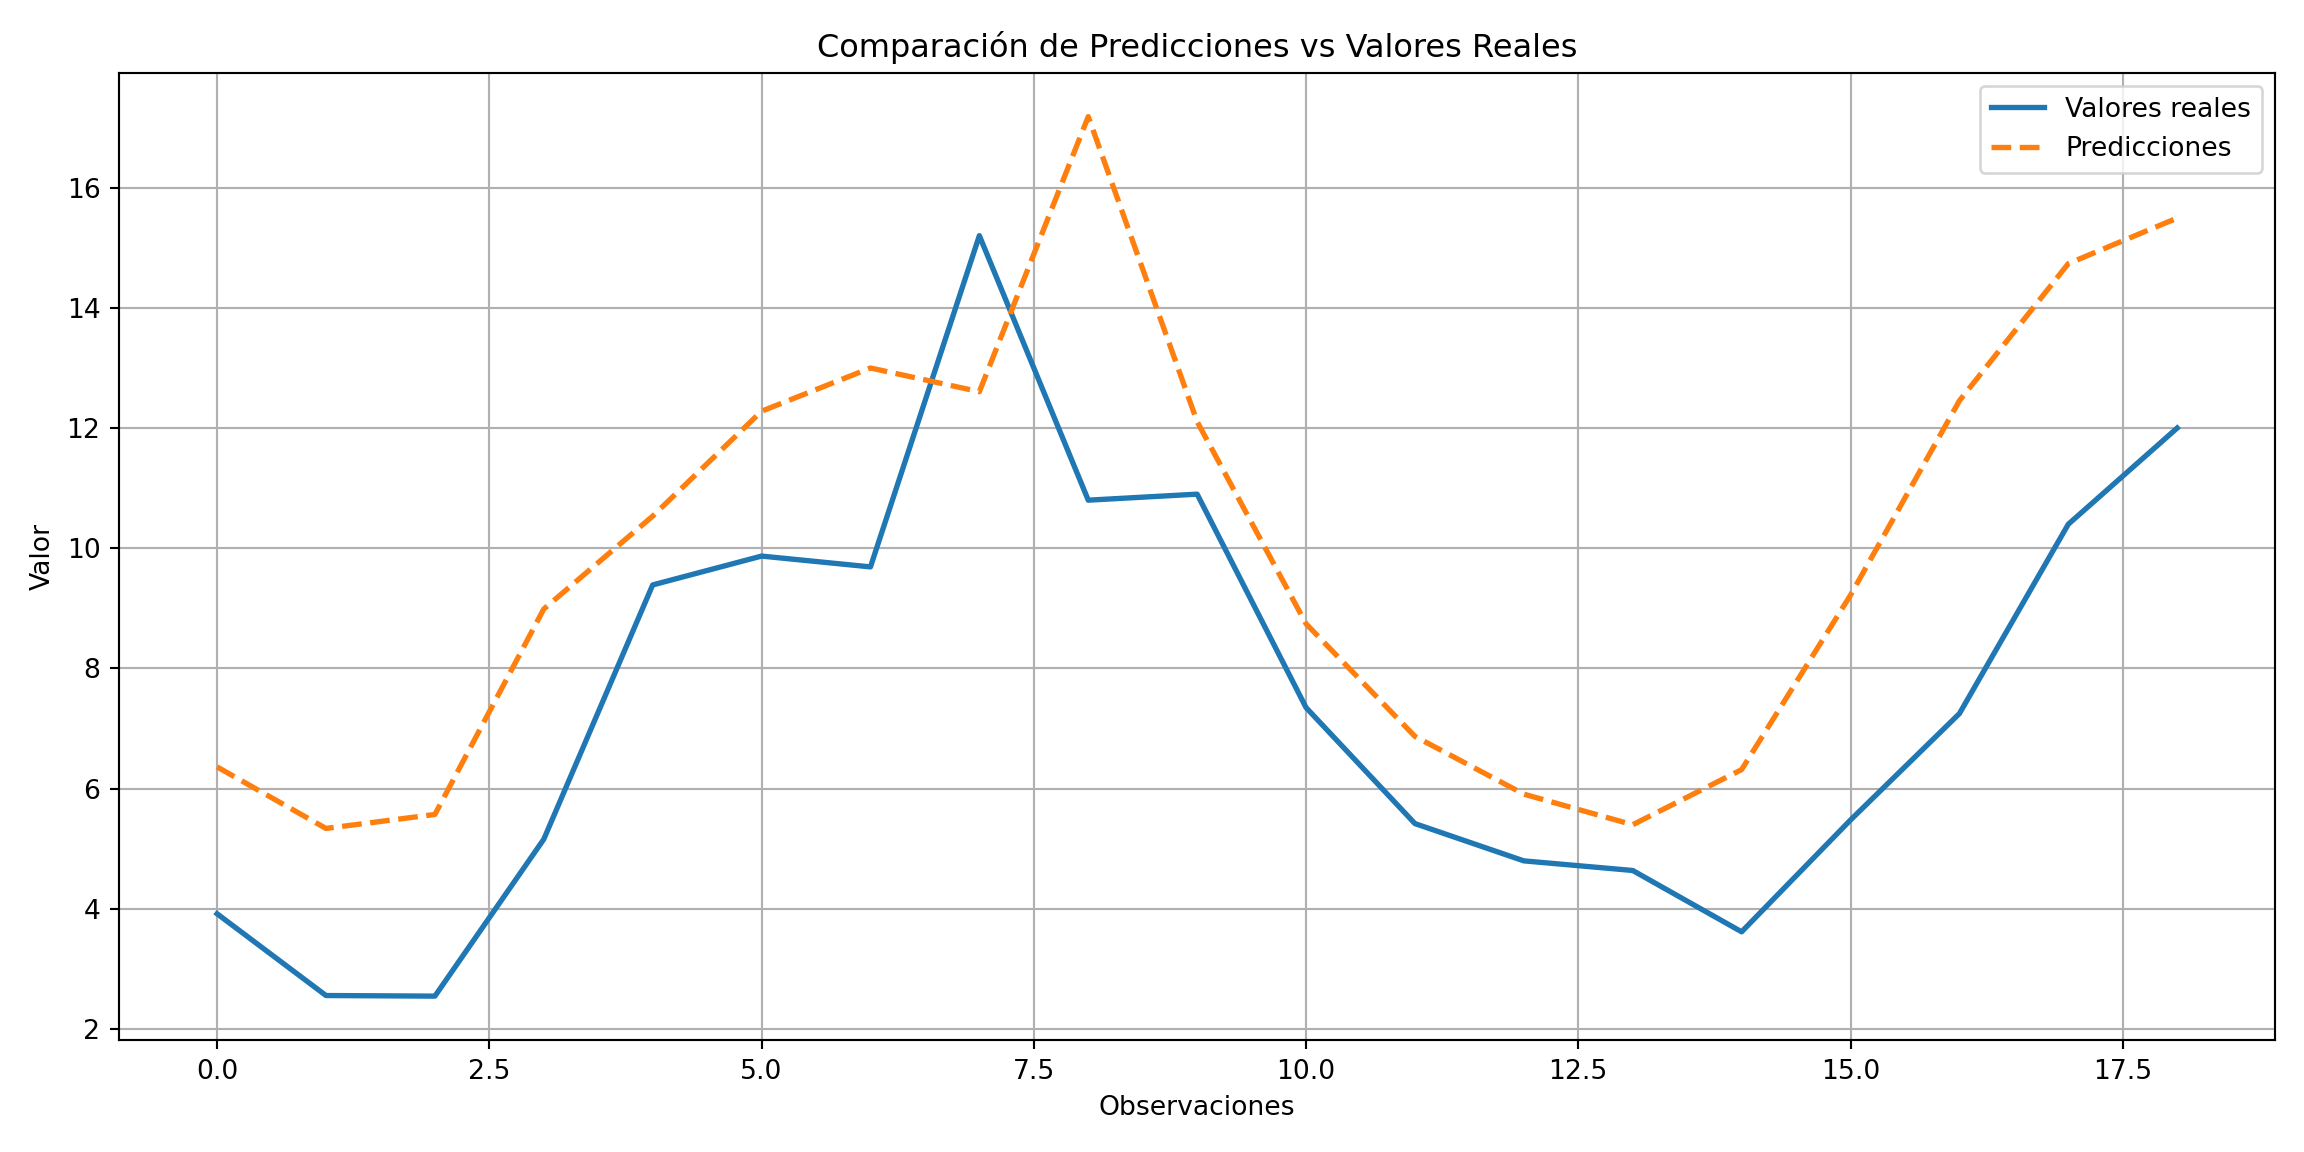 Comparación de Predicciones vs Valores Reales
Valores reales
Predicciones
Valor
16
14
12
10
8
6
4
2
0.0 2.5 5.0 7.5 10.0 12.5 15.0 17.5
Observaciones